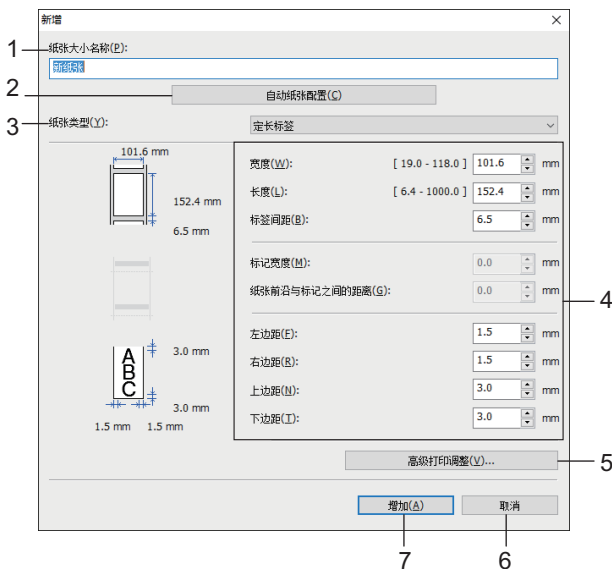 新增
1 纸张大小名称(P):
新纸张
2 自动纸张配置(C)
3 纸张类型(Y): 定长标签
101.6 mm
152.4 mm
6.5 mm
宽度(W): [ 19.0 - 118.0 ] 101.6 mm
长度(L): [ 6.4 - 1000.0 ] 152.4 mm
标签间距(B): 6.5 mm
标记宽度(M): 0.0 mm
纸张前沿与标记之间的距离(G): 0.0 mm
4
A
B
C
3.0 mm
3.0 mm
1.5 mm 1.5 mm
左边距(F): 1.5 mm
右边距(R): 1.5 mm
上边距(N): 3.0 mm
下边距(T): 3.0 mm
高级打印调整(V)... 5
增加(A) 取消
7 6